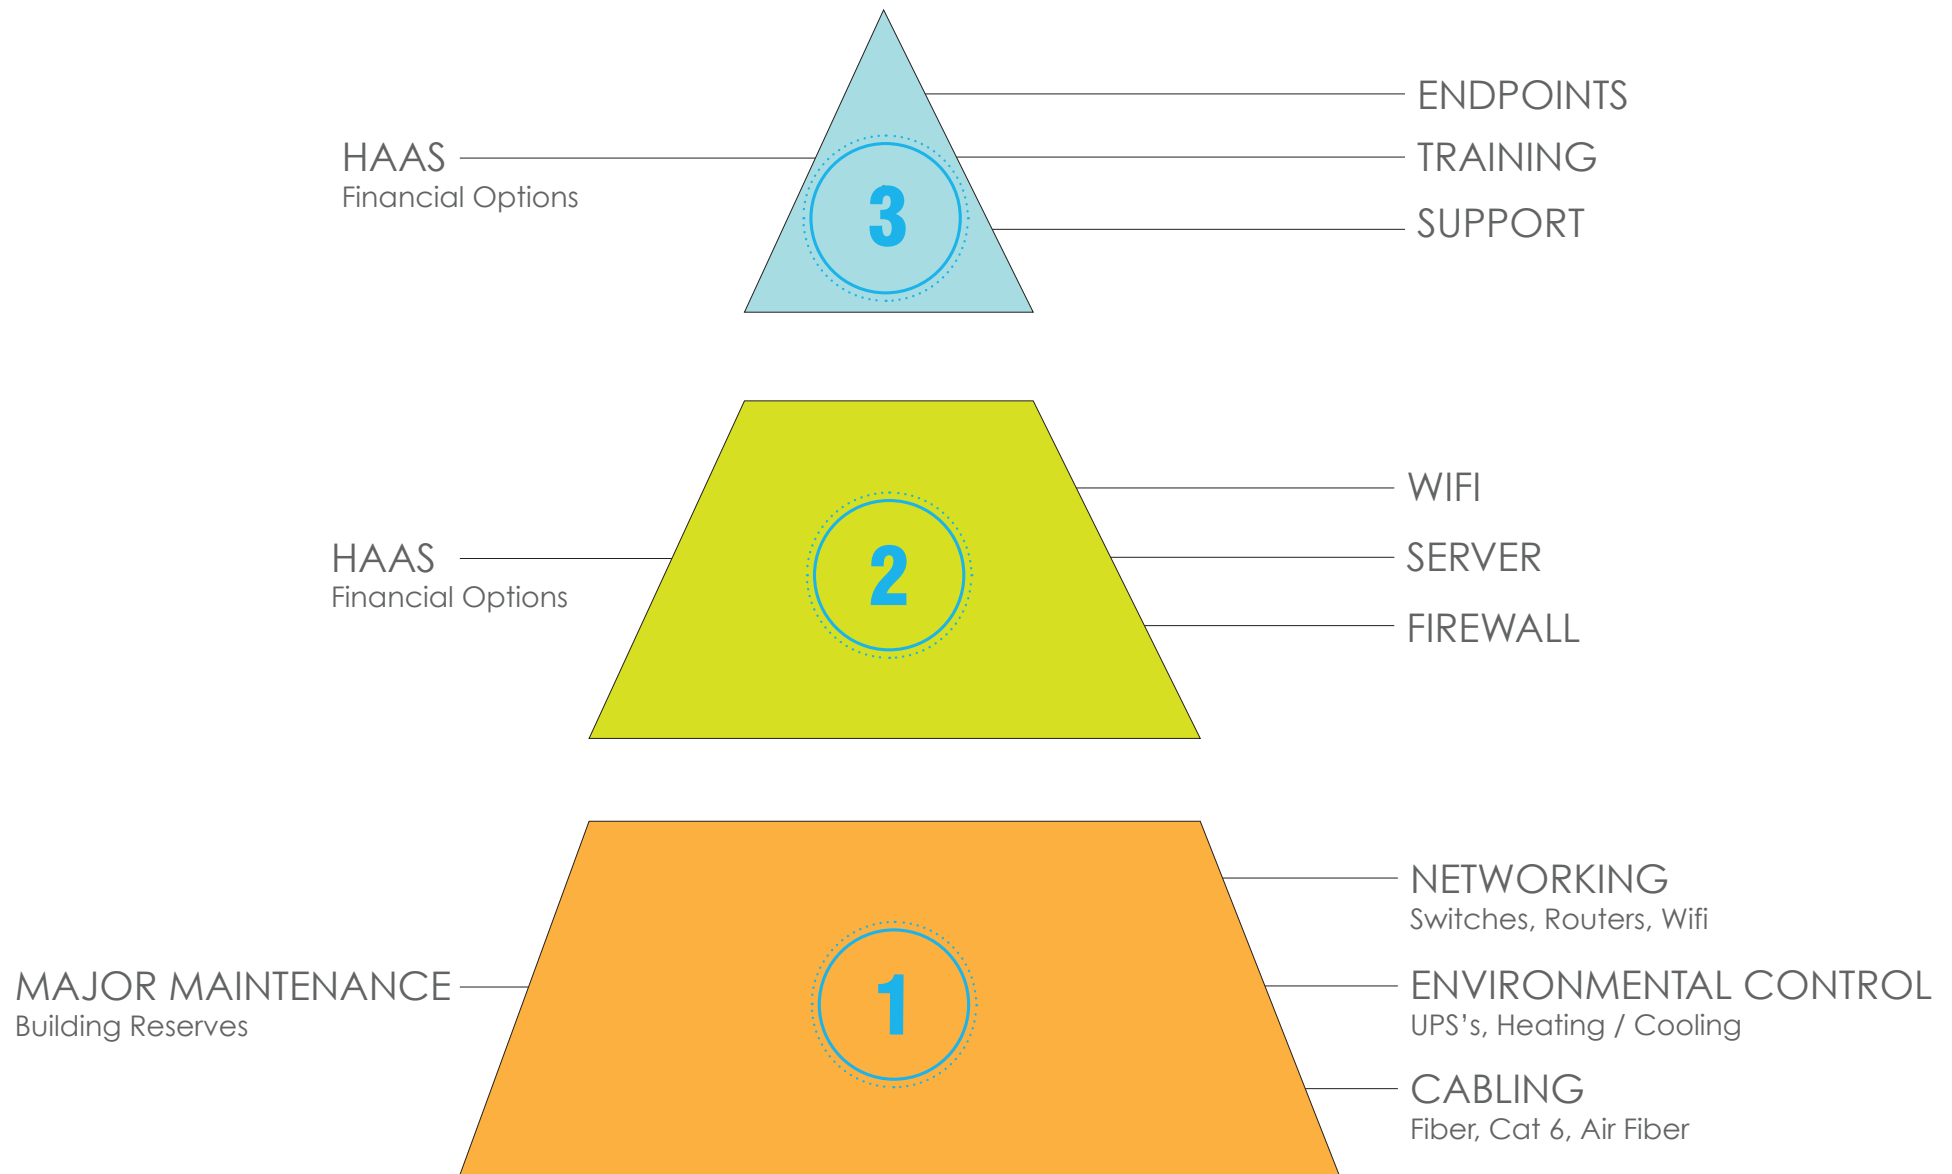 ENDPOINTS
HAAS
Financial Options
TRAINING
3
SUPPORT
WIFI
HAAS
Financial Options
2
SERVER
FIREWALL
NETWORKING
Switches, Routers, Wifi
MAJOR MAINTENANCE
Building Reserves
1
ENVIRONMENTAL CONTROL
UPS's, Heating / Cooling
CABLING
Fiber, Cat 6, Air Fiber